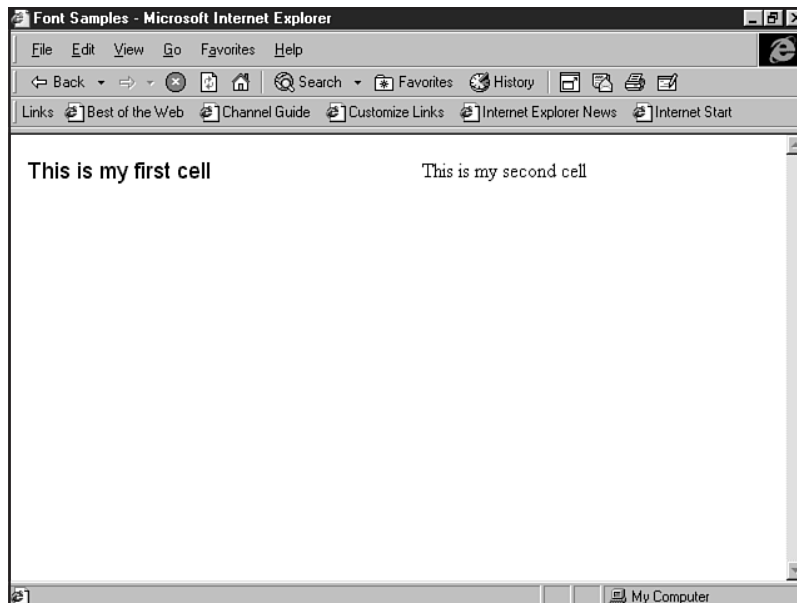 Font Samples - Microsoft Internet Explorer
File Edit View Go Favorites Help
Back Search Favorites History
Links Best of the Web Channel Guide Customize Links Internet Explorer News Internet Start
This is my first cell This is my second cell
My Computer